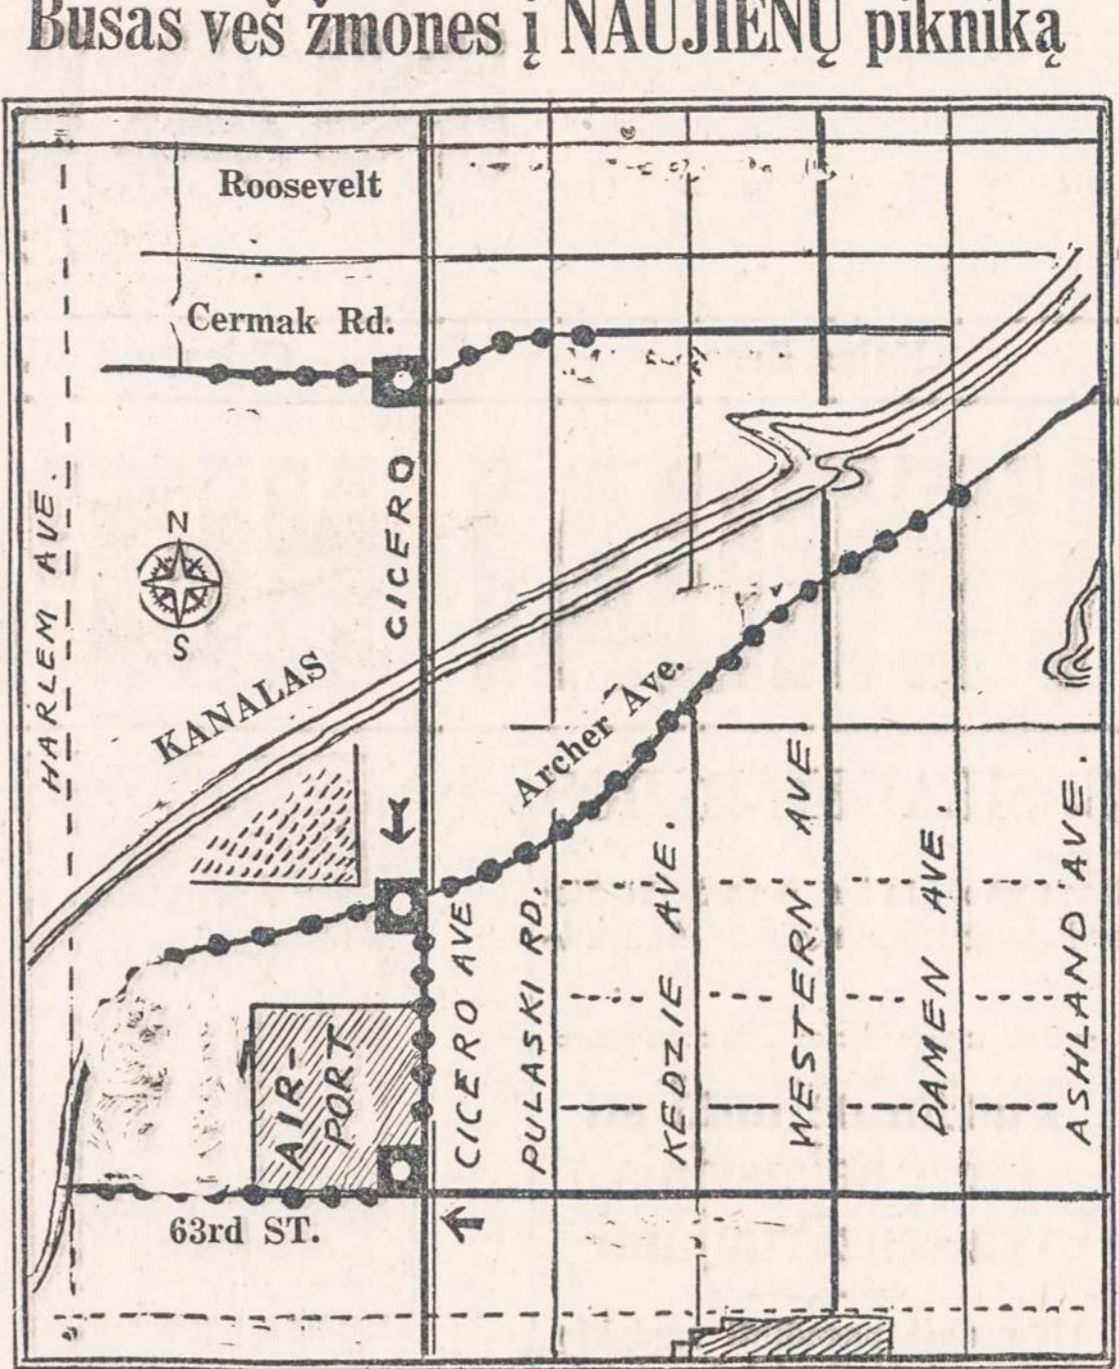 Busas veš žmones į NAUJIENŲ pikniką
Roosevelt
Cermak Rd.
CICERO
HARLEM AVE.
N
S
KANALAS
Archer Ave.
AIR-
PORT
CICERO AVE
PULASKI RD.
KEDZIE AVE.
WESTERN AVE
DAMEN AVE.
ASHLAND AVE.
63rd ST.